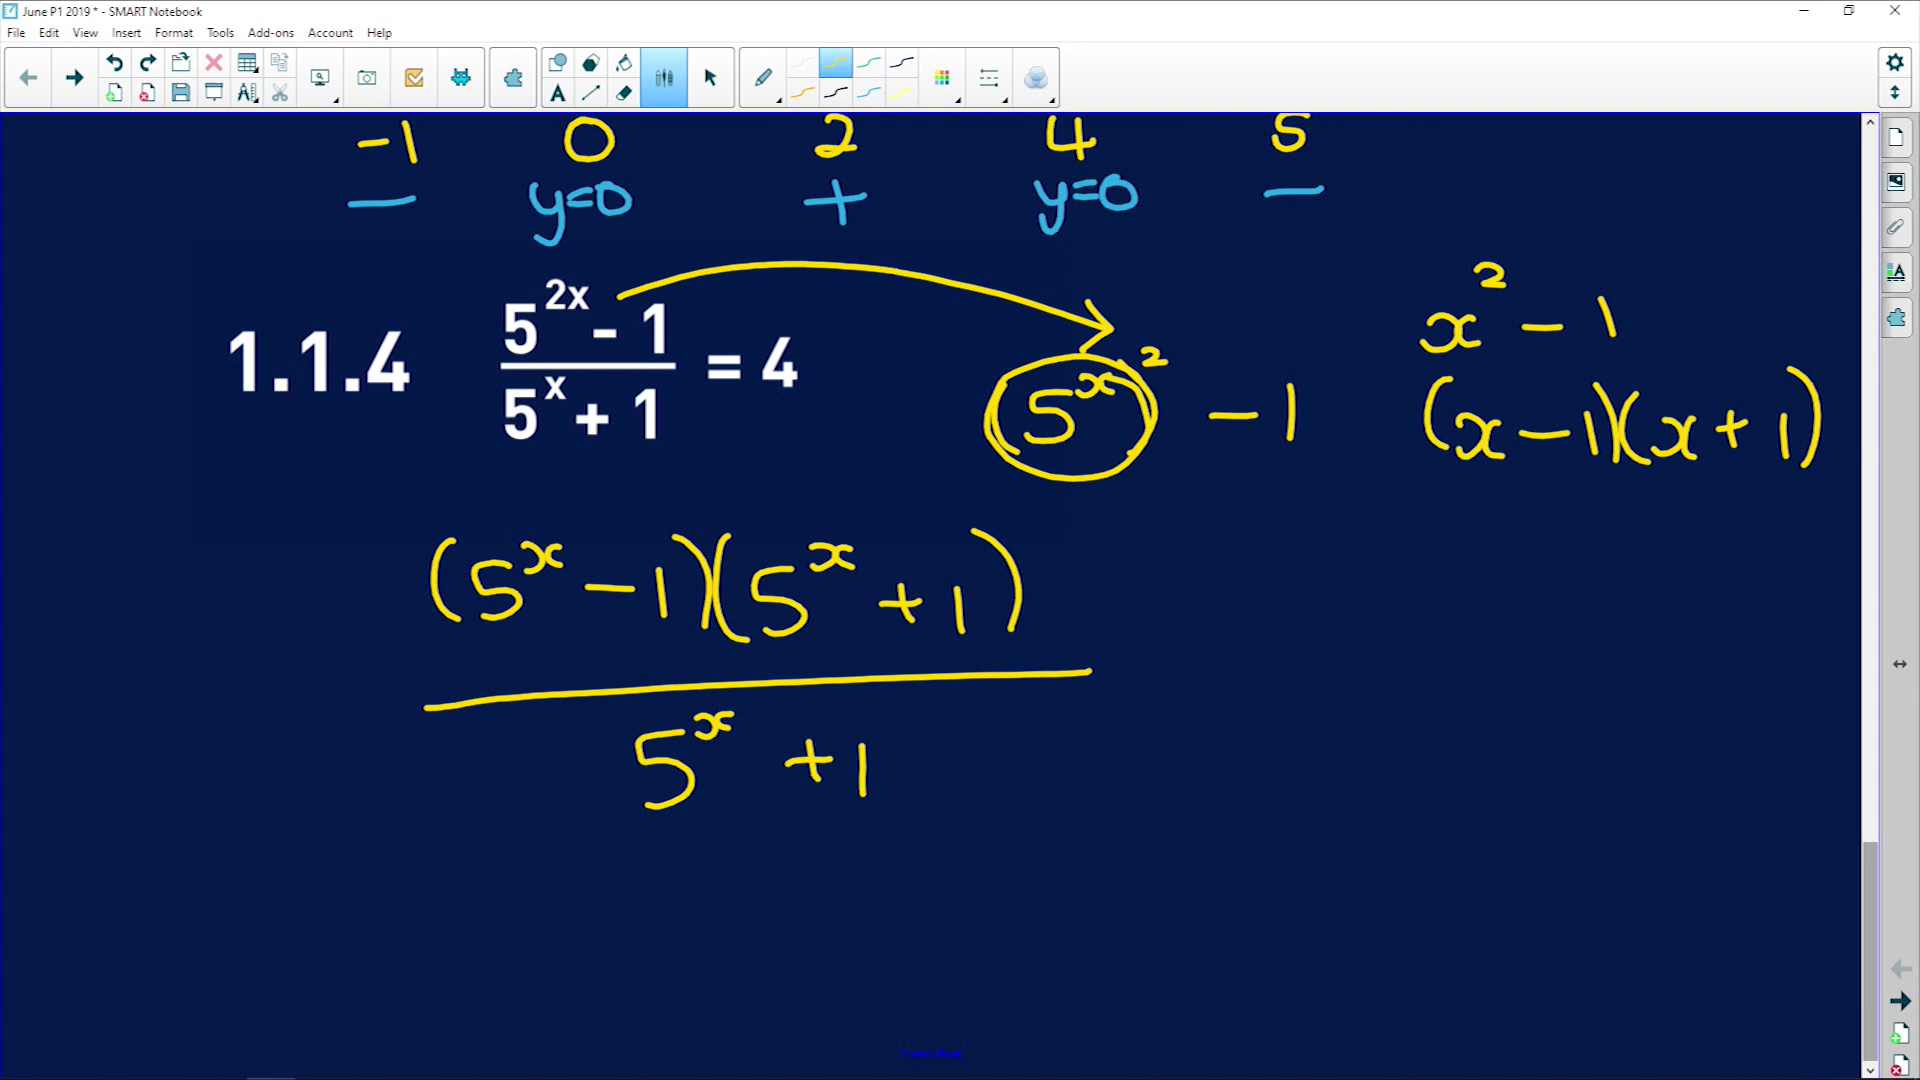 June P1 2019 * - SMART Notebook
File Edit View Insert Format Tools Add-ons Account Help
-1 0 2 4 5
— y=0 + y=0 —
1.1.4 5^{2x} - 1 / 5^x + 1 = 4
5^{x^2} - 1
x^2 - 1
(x - 1)(x + 1)
(5^x - 1)(5^x + 1)
5^x + 1